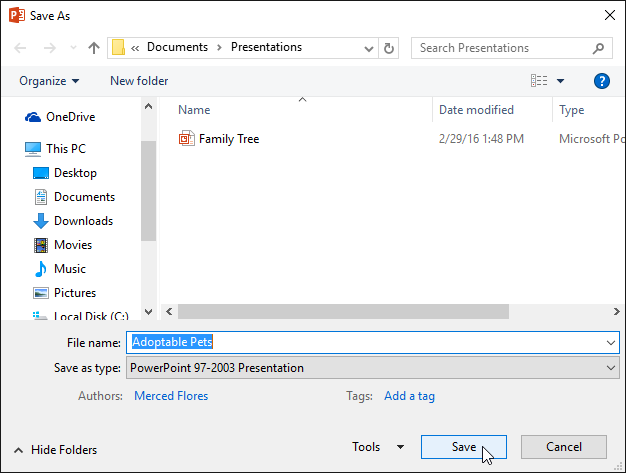 Save As
« Documents › Presentations
Search Presentations
Organize
New folder
Name
Date modified
Type
OneDrive
This PC
Desktop
Documents
Downloads
Movies
Music
Pictures
Local Disk (C:)
Family Tree
2/29/16 1:48 PM
Microsoft Po
File name: Adoptable Pets
Save as type: PowerPoint 97-2003 Presentation
Authors: Merced Flores
Tags: Add a tag
Hide Folders
Tools
Save
Cancel